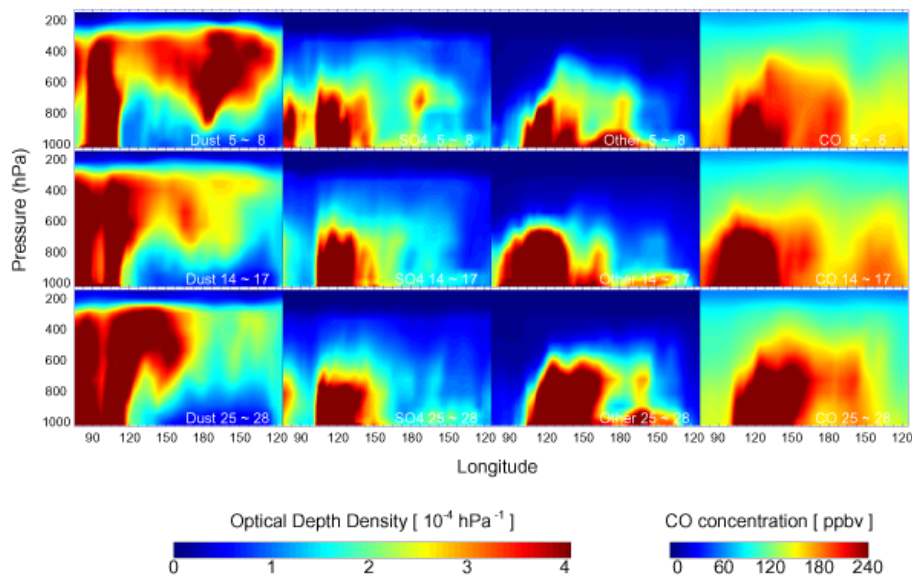 200
400
600
800
1000
Dust 5 ~ 8
SO4 5 ~ 8
Other 5 ~ 8
CO 5 ~ 8
Pressure (hPa)
200
400
600
800
1000
Dust 14 ~ 17
SO4 14 ~ 17
Other 14 ~ 17
CO 14 ~ 17
200
400
600
800
1000
Dust 25 ~ 28
SO4 25 ~ 28
Other 25 ~ 28
CO 25 ~ 28
90 120 150 180 150 120 90 120 150 180 150 120 90 120 150 180 150 120 90 120 150 180 150 120
Longitude
Optical Depth Density [ 10⁻⁴ hPa⁻¹ ]
0 1 2 3 4
CO concentration [ ppbv ]
0 60 120 180 240